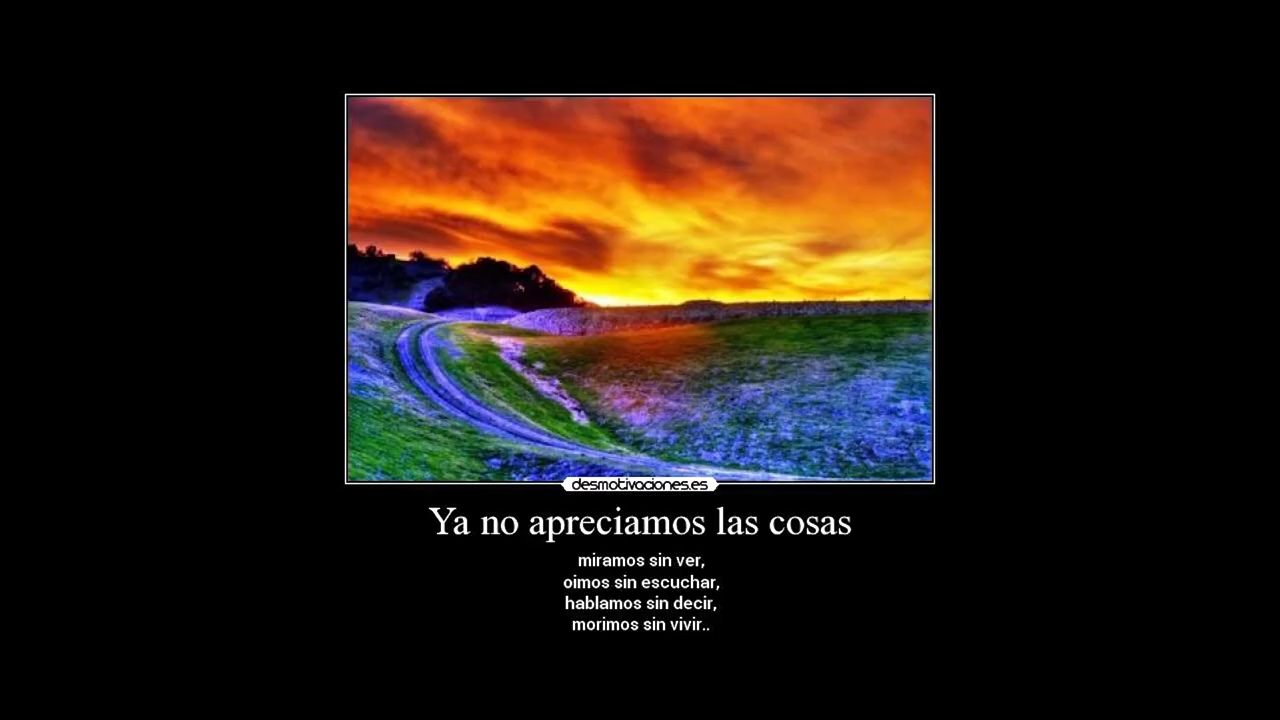 desmotivaciones.es
Ya no apreciamos las cosas
miramos sin ver,
oimos sin escuchar,
hablamos sin decir,
morimos sin vivir..